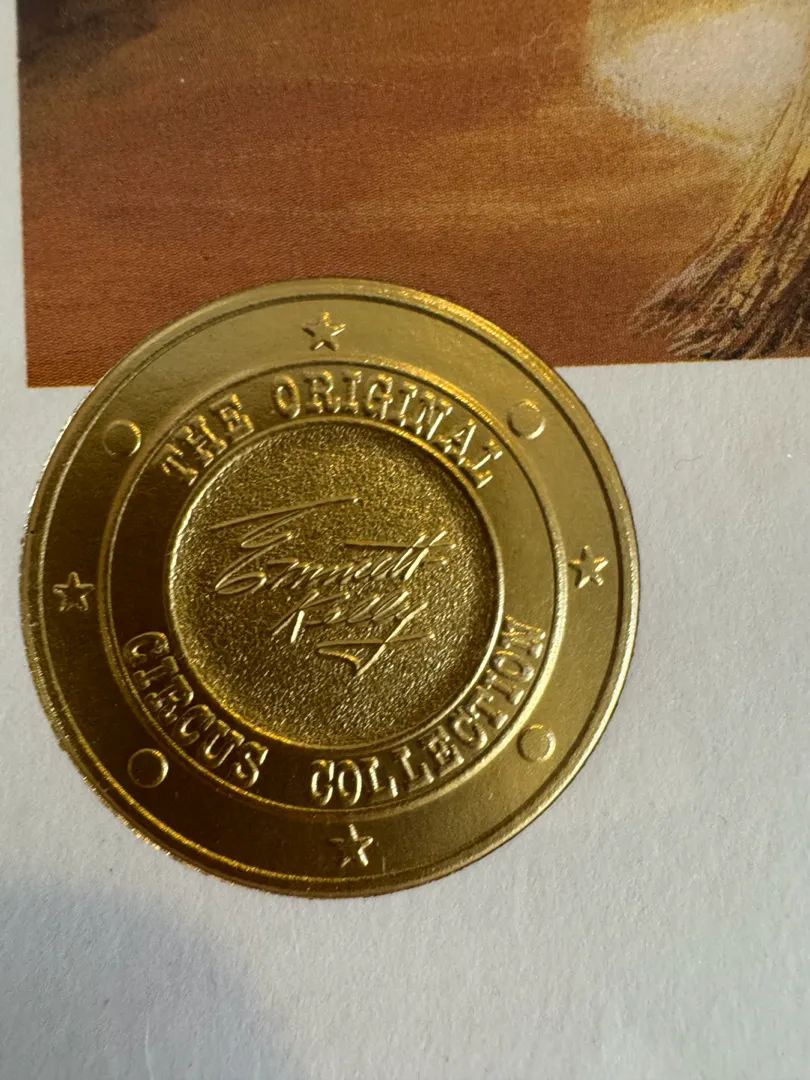 THE ORIGINAL
Emmett
Kelly
CIRCUS COLLECTION